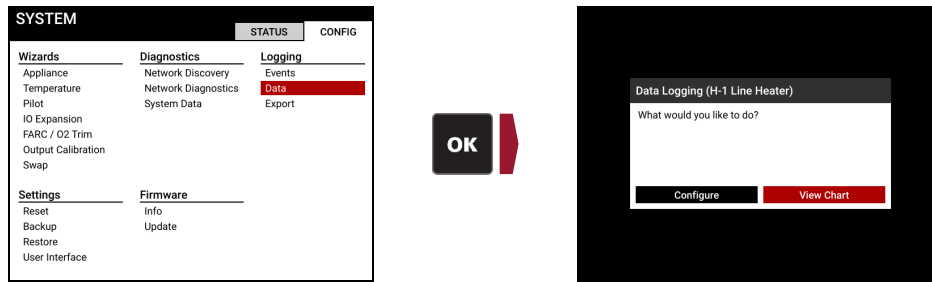 SYSTEM
STATUS
CONFIG
Wizards
Appliance
Temperature
Pilot
IO Expansion
FARC / O2 Trim
Output Calibration
Swap
Diagnostics
Network Discovery
Network Diagnostics
System Data
Logging
Events
Data
Export
Settings
Reset
Backup
Restore
User Interface
Firmware
Info
Update
OK
Data Logging (H-1 Line Heater)
What would you like to do?
Configure
View Chart